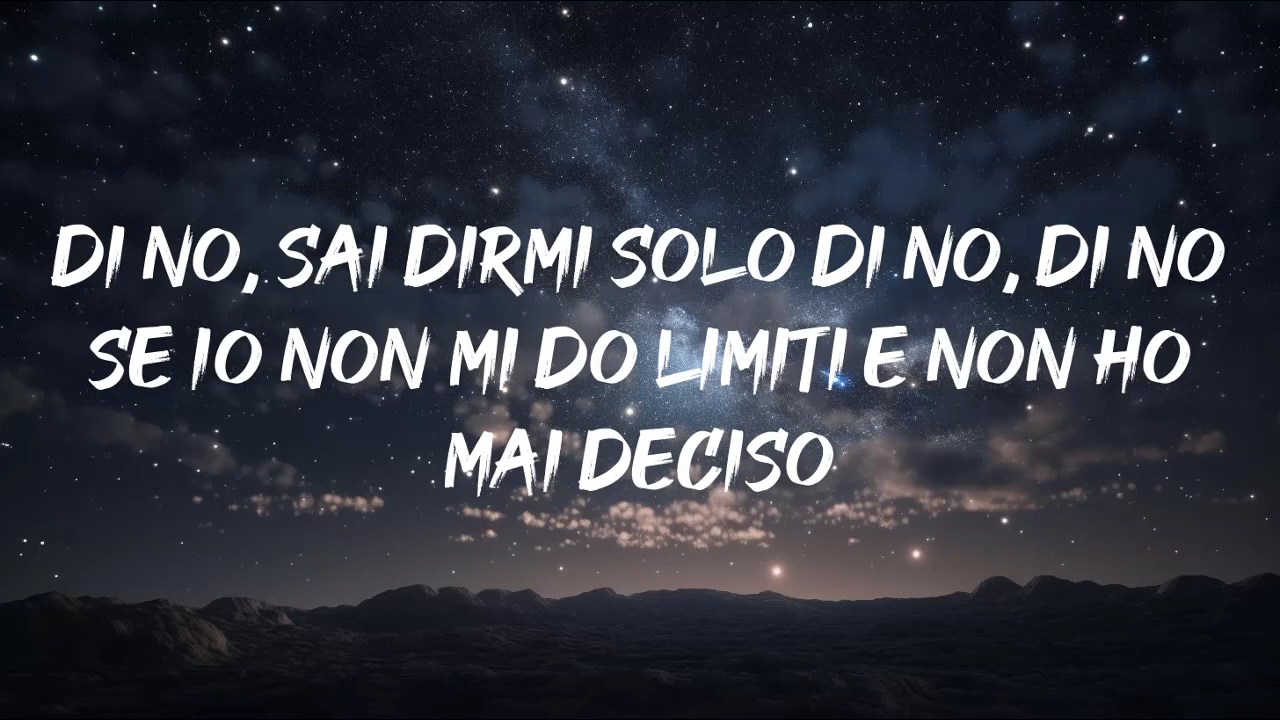 DI NO, SAI DIRMI SOLO DI NO, DI NO
SE IO NON MI DO LIMITI E NON HO
MAI DECISO